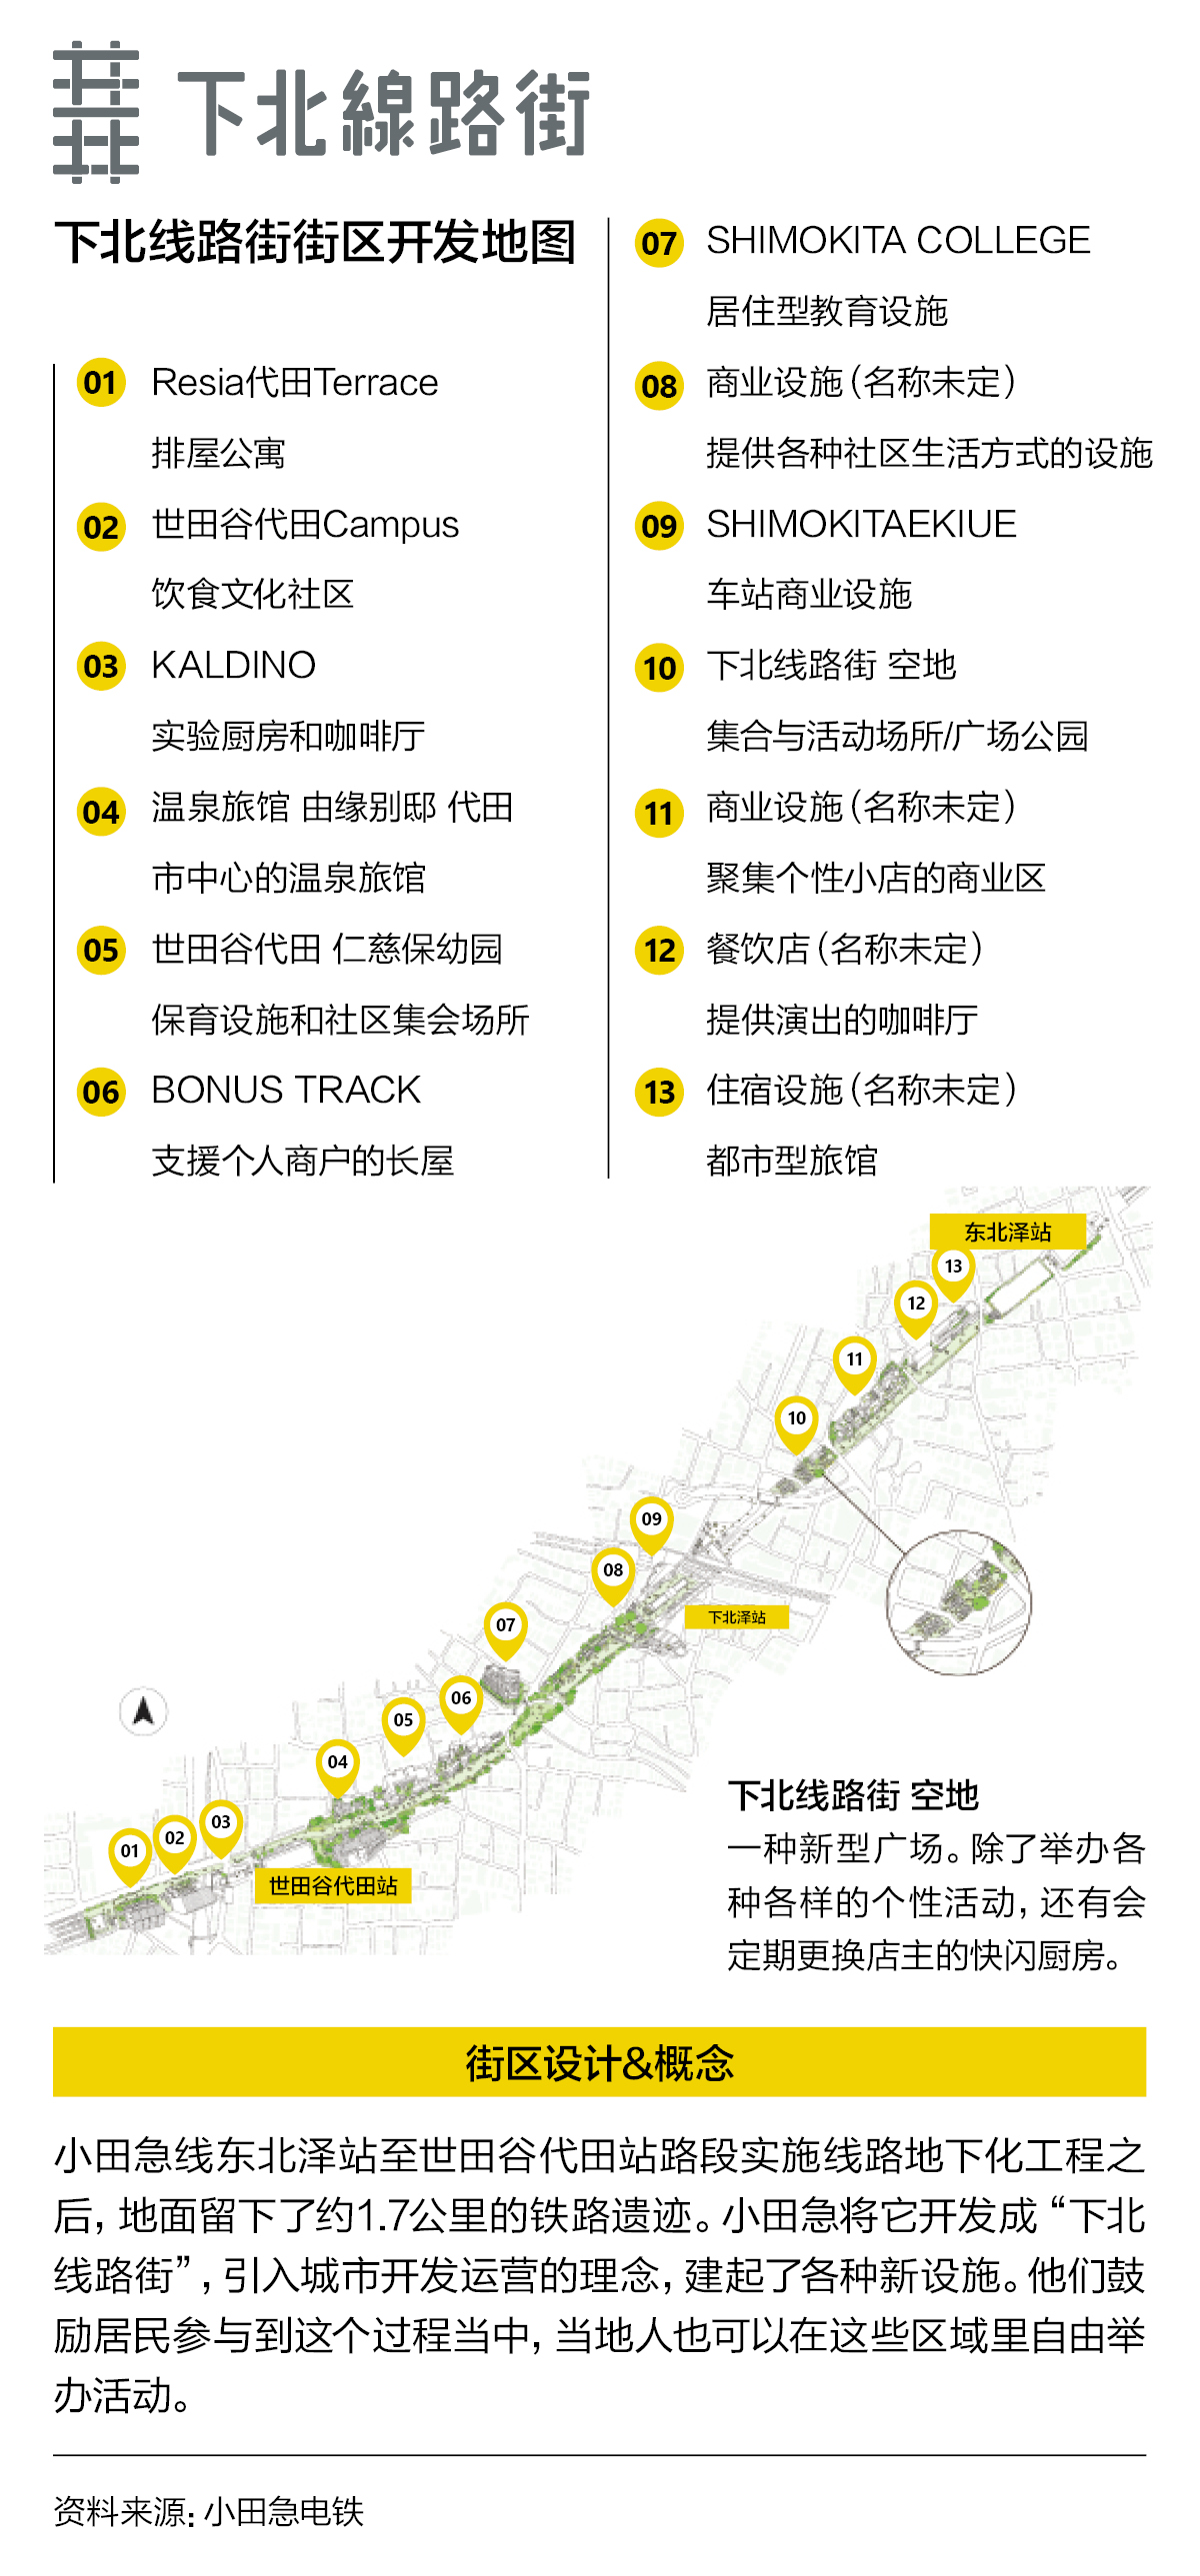 下北線路街
下北线路街街区开发地图
01 Resia代田Terrace
排屋公寓
02 世田谷代田Campus
饮食文化社区
03 KALDINO
实验厨房和咖啡厅
04 温泉旅馆 由缘别邸 代田
市中心的温泉旅馆
05 世田谷代田 仁慈保幼园
保育设施和社区集会场所
06 BONUS TRACK
支援个人商户的长屋
07 SHIMOKITA COLLEGE
居住型教育设施
08 商业设施（名称未定）
提供各种社区生活方式的设施
09 SHIMOKITAEKIUE
车站商业设施
10 下北线路街 空地
集合与活动场所/广场公园
11 商业设施（名称未定）
聚集个性小店的商业区
12 餐饮店（名称未定）
提供演出的咖啡厅
13 住宿设施（名称未定）
都市型旅馆
东北泽站
13
12
11
10
09
08
下北泽站
07
06
05
04
03
02
01
世田谷代田站
下北线路街 空地
一种新型广场。除了举办各
种各样的个性活动，还有会
定期更换店主的快闪厨房。
街区设计&概念
小田急线东北泽站至世田谷代田站路段实施线路地下化工程之
后，地面留下了约1.7公里的铁路遗迹。小田急将它开发成“下北
线路街”，引入城市开发运营的理念，建起了各种新设施。他们鼓
励居民参与到这个过程当中，当地人也可以在这些区域里自由举
办活动。
资料来源：小田急电铁